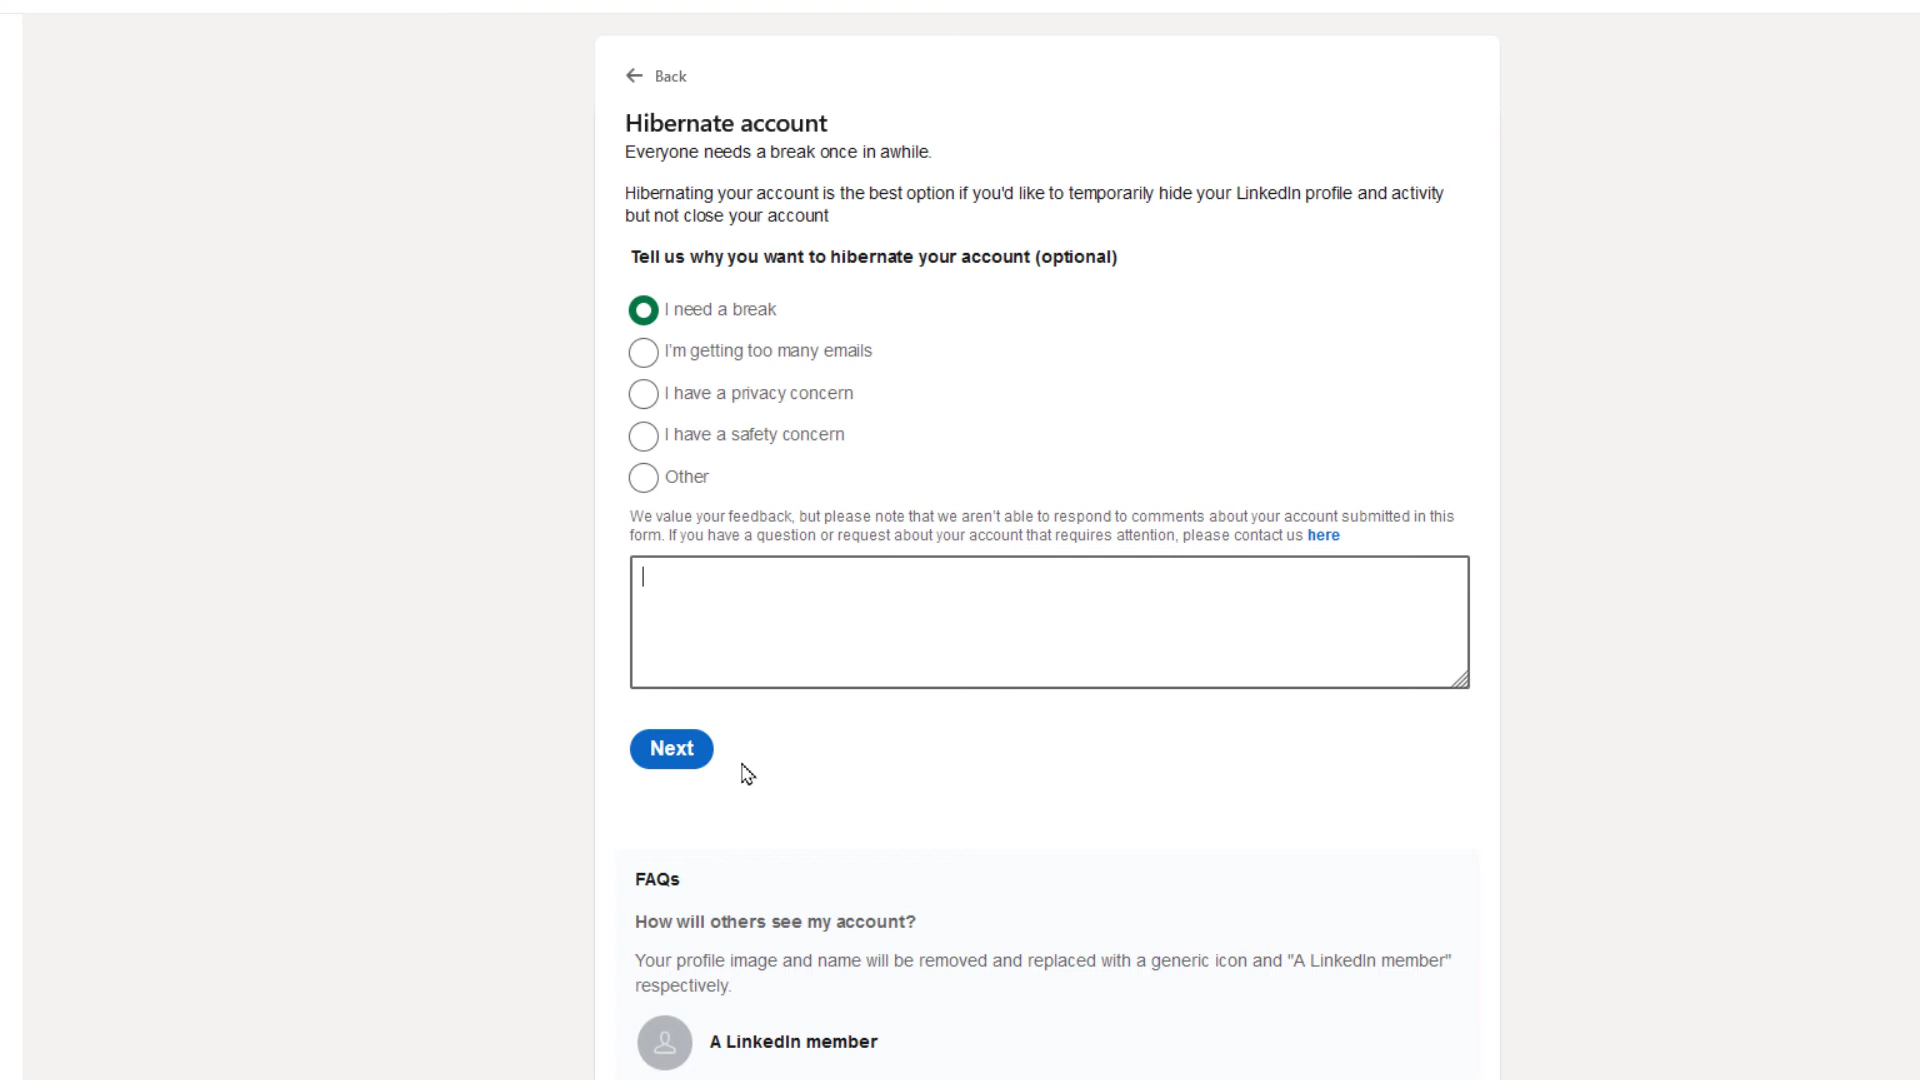 Back
Hibernate account
Everyone needs a break once in awhile.
Hibernating your account is the best option if you'd like to temporarily hide your LinkedIn profile and activity
but not close your account
Tell us why you want to hibernate your account (optional)
I need a break
I'm getting too many emails
I have a privacy concern
I have a safety concern
Other
We value your feedback, but please note that we aren't able to respond to comments about your account submitted in this
form. If you have a question or request about your account that requires attention, please contact us here
Next
FAQs
How will others see my account?
Your profile image and name will be removed and replaced with a generic icon and "A LinkedIn member"
respectively.
A LinkedIn member